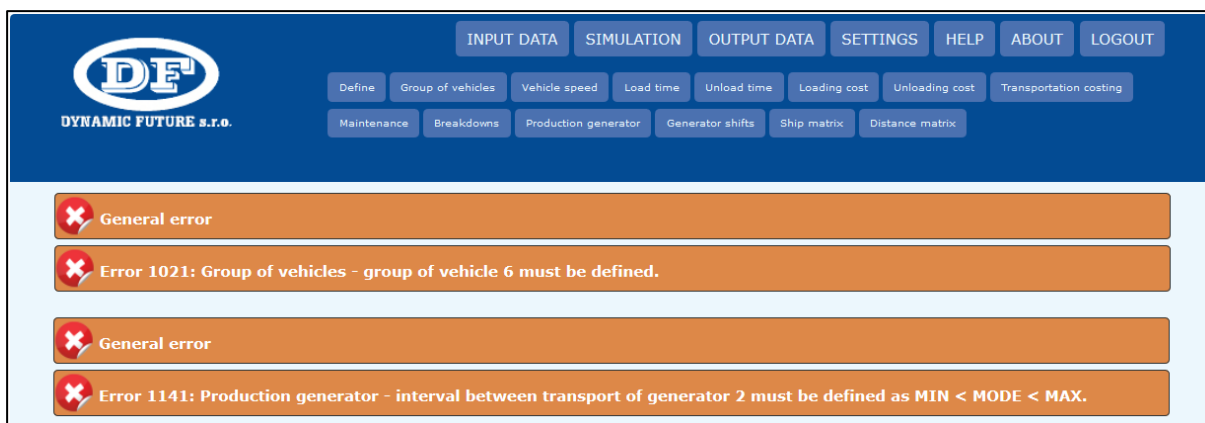 DF
DYNAMIC FUTURE s.r.o.
INPUT DATA SIMULATION OUTPUT DATA SETTINGS HELP ABOUT LOGOUT
Define Group of vehicles Vehicle speed Load time Unload time Loading cost Unloading cost Transportation costing
Maintenance Breakdowns Production generator Generator shifts Ship matrix Distance matrix
General error
Error 1021: Group of vehicles - group of vehicle 6 must be defined.
General error
Error 1141: Production generator - interval between transport of generator 2 must be defined as MIN < MODE < MAX.